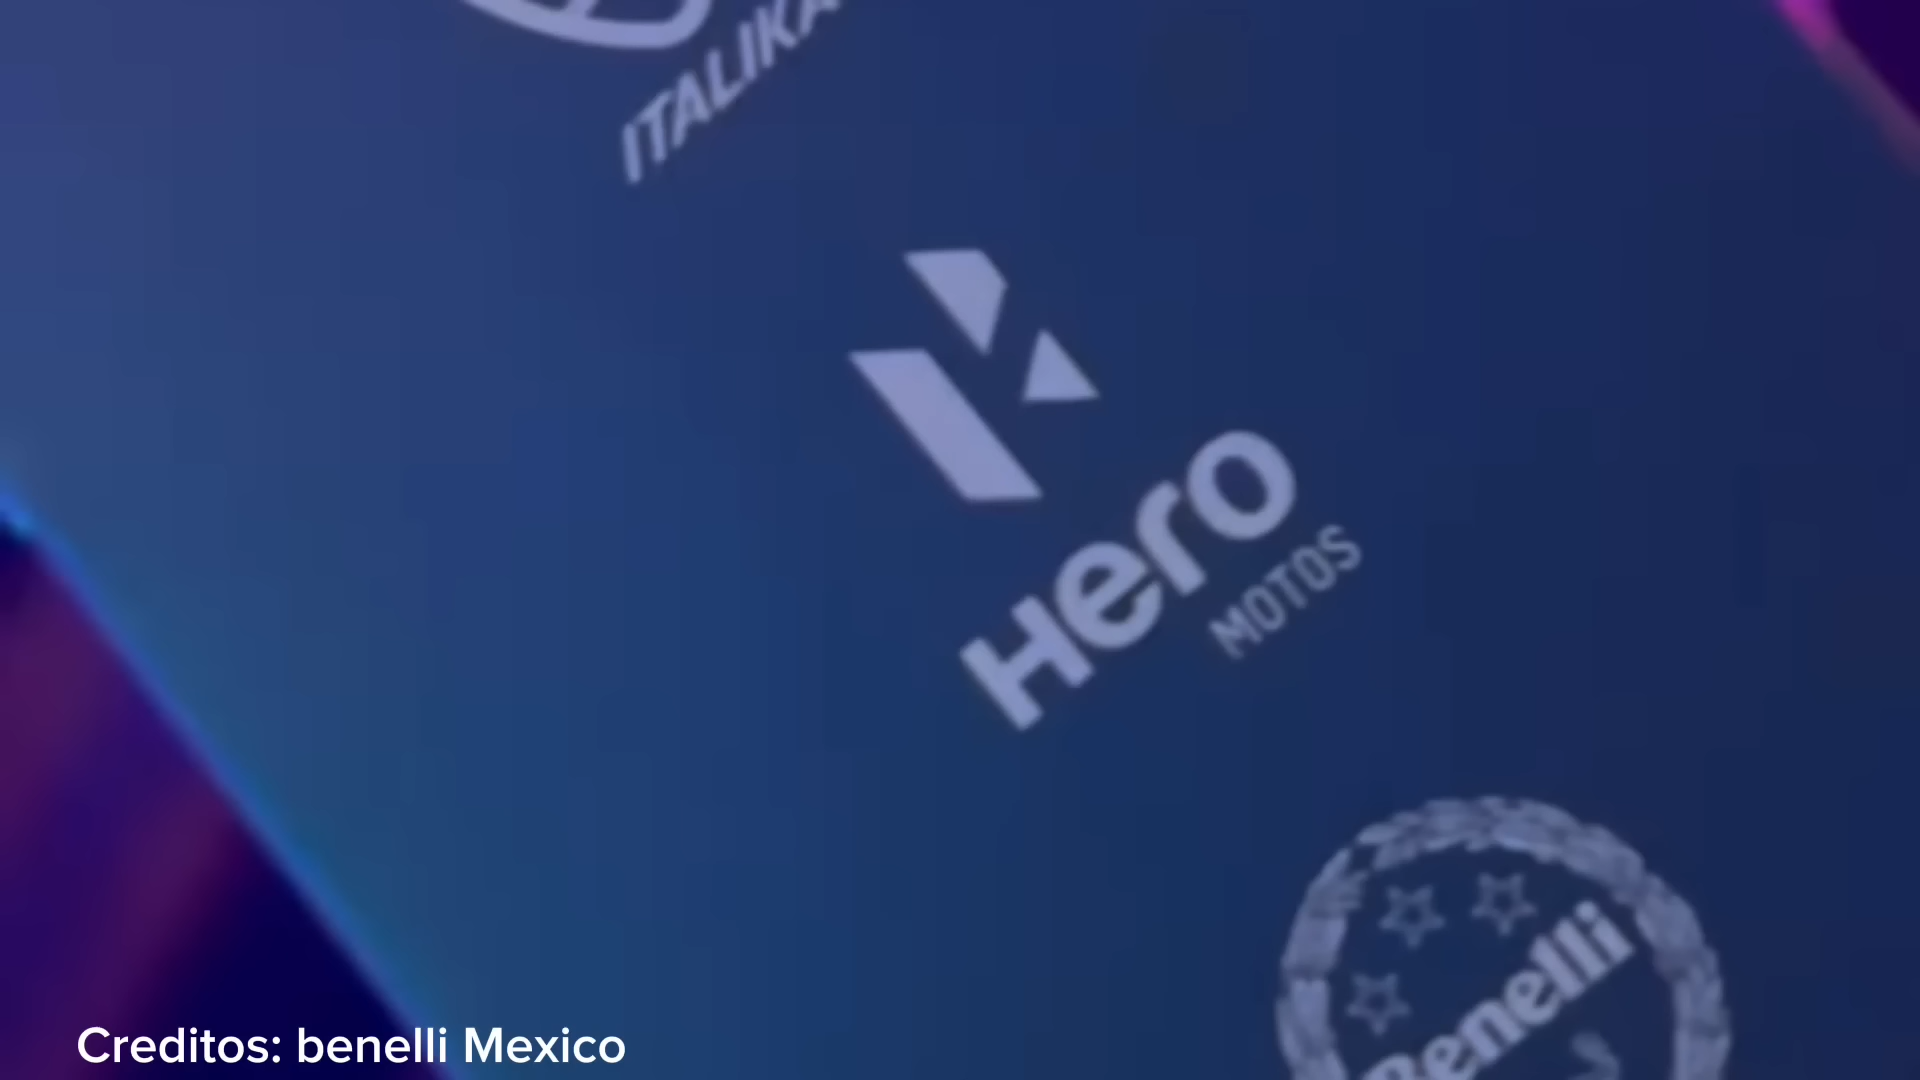 ITALIKA
Hero
MOTOS
Benelli
Creditos: benelli Mexico